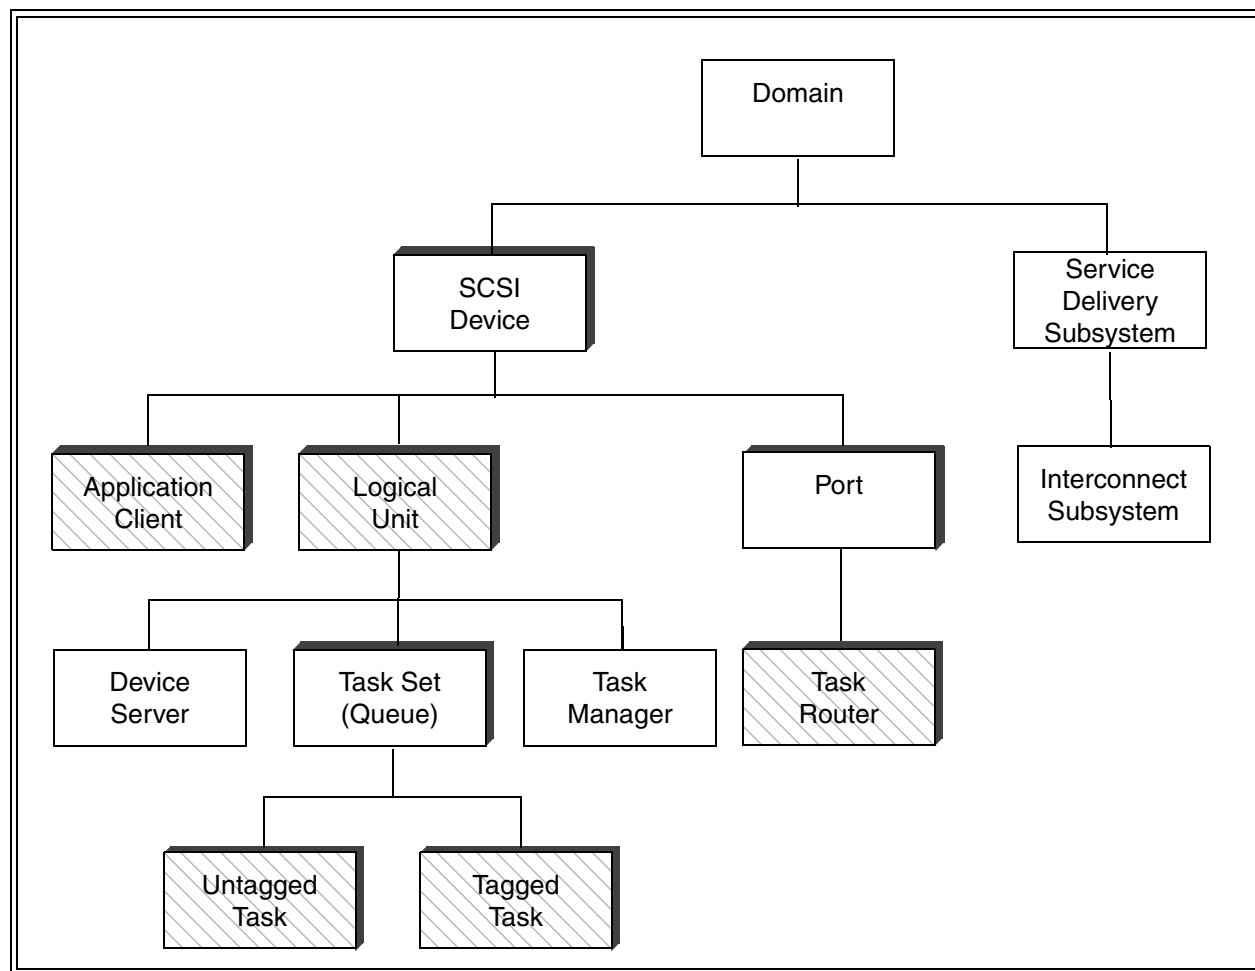 Domain
SCSI
Device
Service
Delivery
Subsystem
Application
Client
Logical
Unit
Port
Interconnect
Subsystem
Device
Server
Task Set
(Queue)
Task
Manager
Task
Router
Untagged
Task
Tagged
Task